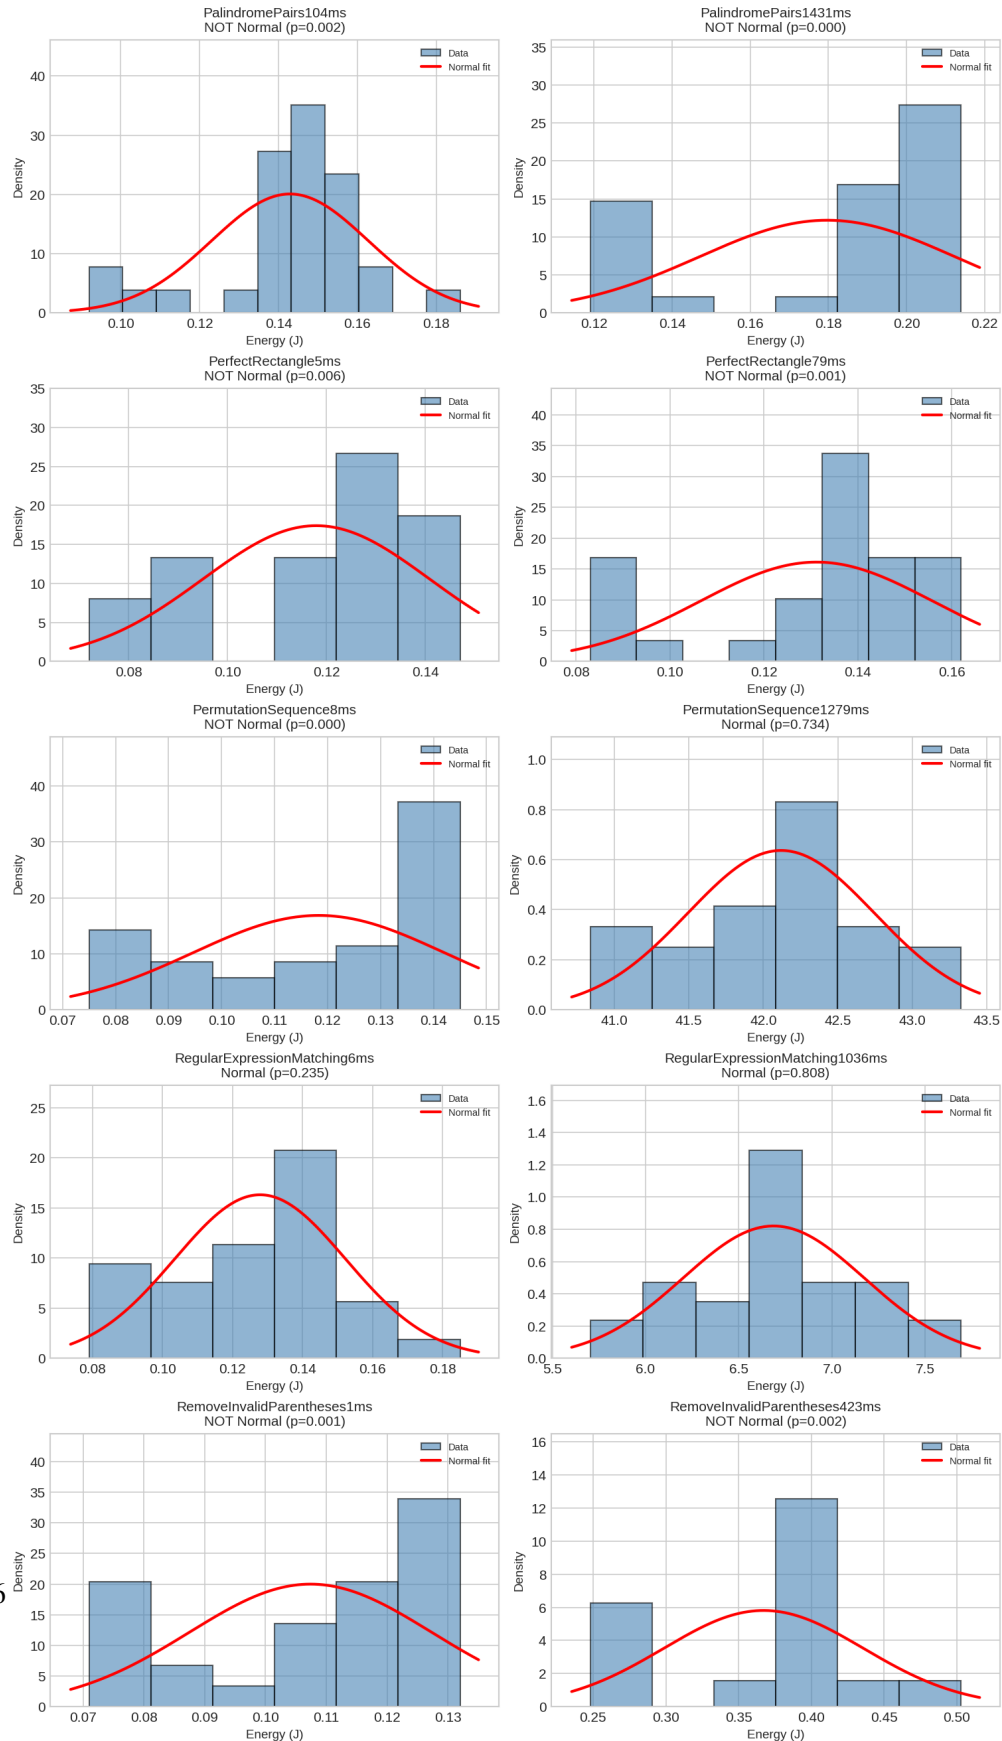 PalindromePairs104ms
NOT Normal (p=0.002)
Data
Normal fit
40
30
20
10
0
Density
0.10 0.12 0.14 0.16 0.18
Energy (J)
PalindromePairs1431ms
NOT Normal (p=0.000)
Data
Normal fit
35
30
25
20
15
10
5
0
Density
0.12 0.14 0.16 0.18 0.20 0.22
Energy (J)
PerfectRectangle5ms
NOT Normal (p=0.006)
Data
Normal fit
35
30
25
20
15
10
5
0
Density
0.08 0.10 0.12 0.14
Energy (J)
PerfectRectangle79ms
NOT Normal (p=0.001)
Data
Normal fit
40
35
30
25
20
15
10
5
0
Density
0.08 0.10 0.12 0.14 0.16
Energy (J)
PermutationSequence8ms
NOT Normal (p=0.000)
Data
Normal fit
40
30
20
10
0
Density
0.07 0.08 0.09 0.10 0.11 0.12 0.13 0.14 0.15
Energy (J)
PermutationSequence1279ms
Normal (p=0.734)
Data
Normal fit
1.0
0.8
0.6
0.4
0.2
0.0
Density
41.0 41.5 42.0 42.5 43.0 43.5
Energy (J)
RegularExpressionMatching6ms
Normal (p=0.235)
Data
Normal fit
25
20
15
10
5
0
Density
0.08 0.10 0.12 0.14 0.16 0.18
Energy (J)
RegularExpressionMatching1036ms
Normal (p=0.808)
Data
Normal fit
1.6
1.4
1.2
1.0
0.8
0.6
0.4
0.2
0.0
Density
5.5 6.0 6.5 7.0 7.5
Energy (J)
RemoveInvalidParentheses1ms
NOT Normal (p=0.001)
Data
Normal fit
40
35
30
25
20
15
10
5
0
Density
0.07 0.08 0.09 0.10 0.11 0.12 0.13
Energy (J)
RemoveInvalidParentheses423ms
NOT Normal (p=0.002)
Data
Normal fit
16
14
12
10
8
6
4
2
0
Density
0.25 0.30 0.35 0.40 0.45 0.50
Energy (J)